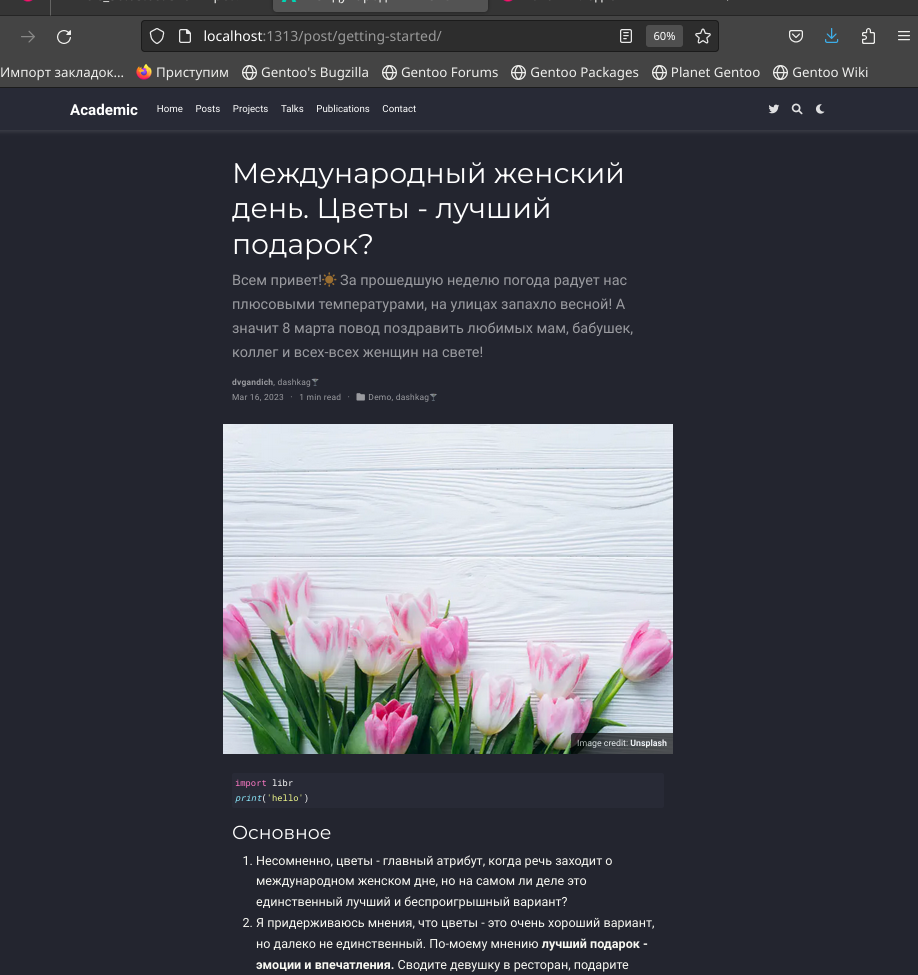 localhost:1313/post/getting-started/
60%
Импорт закладок... Приступим Gentoo's Bugzilla Gentoo Forums Gentoo Packages Planet Gentoo Gentoo Wiki
Academic Home Posts Projects Talks Publications Contact
Международный женский
день. Цветы - лучший
подарок?
Всем привет!☀ За прошедшую неделю погода радует нас
плюсовыми температурами, на улицах запахло весной! А
значит 8 марта повод поздравить любимых мам, бабушек,
коллег и всех-всех женщин на свете!
dvgandich, dashkag🍸
Mar 16, 2023 · 1 min read · Demo, dashkag🍸
Image credit: Unsplash
import libr
print('hello')
Основное
1. Несомненно, цветы - главный атрибут, когда речь заходит о
международном женском дне, но на самом ли деле это
единственный лучший и беспроигрышный вариант?
2. Я придерживаюсь мнения, что цветы - это очень хороший вариант,
но далеко не единственный. По-моему мнению лучший подарок -
эмоции и впечатления. Сводите девушку в ресторан, подарите